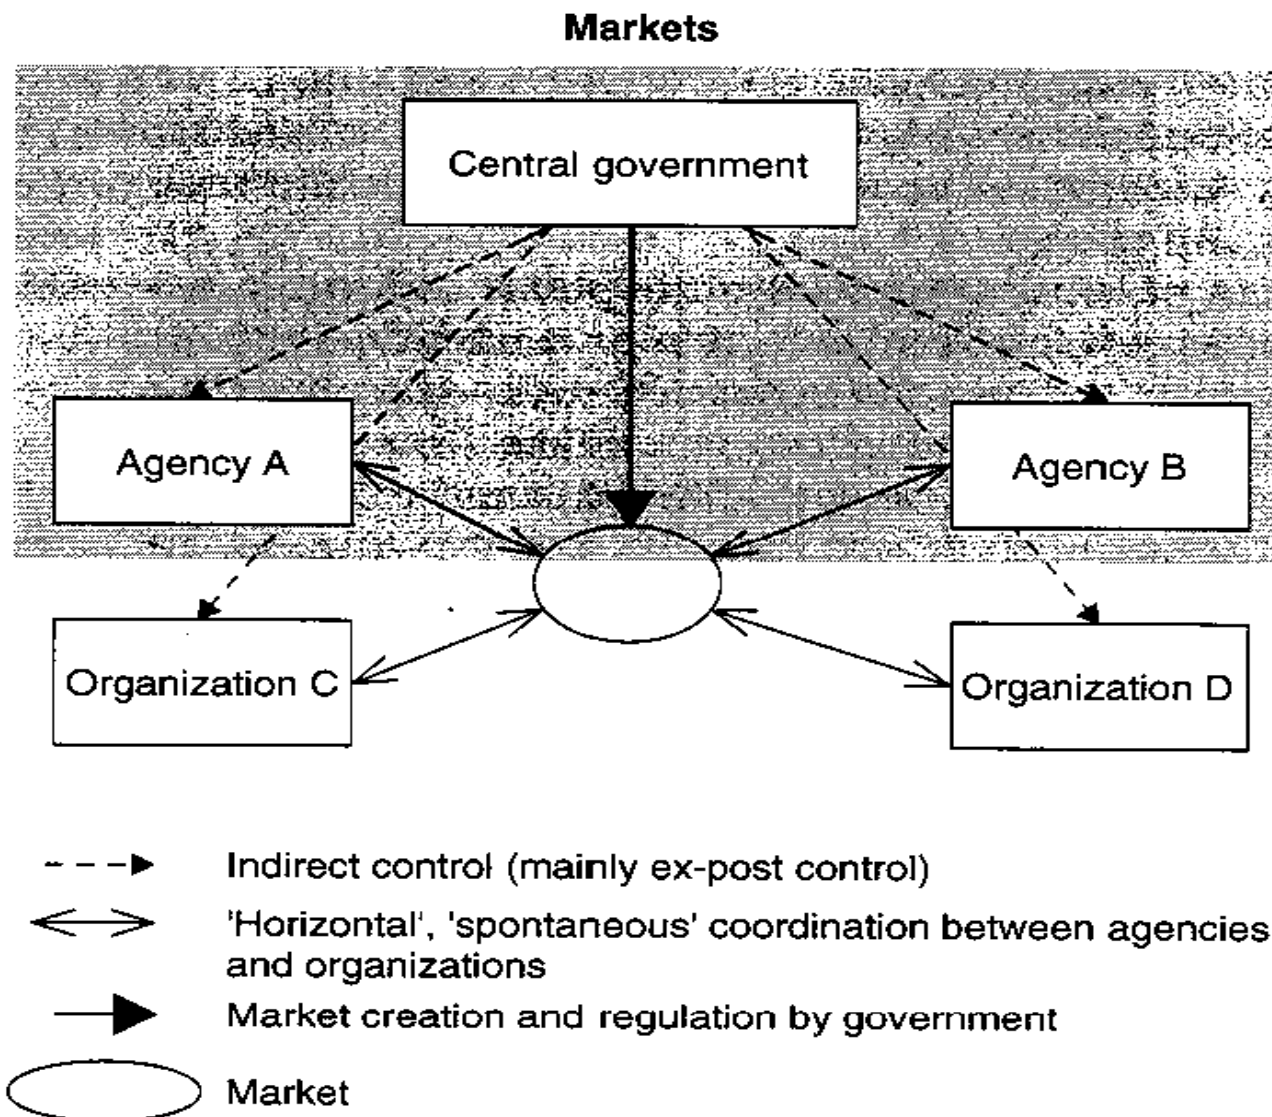 Markets
Central government
Agency A
Agency B
Organization C
Organization D
Indirect control (mainly ex-post control)
'Horizontal', 'spontaneous' coordination between agencies
and organizations
Market creation and regulation by government
Market